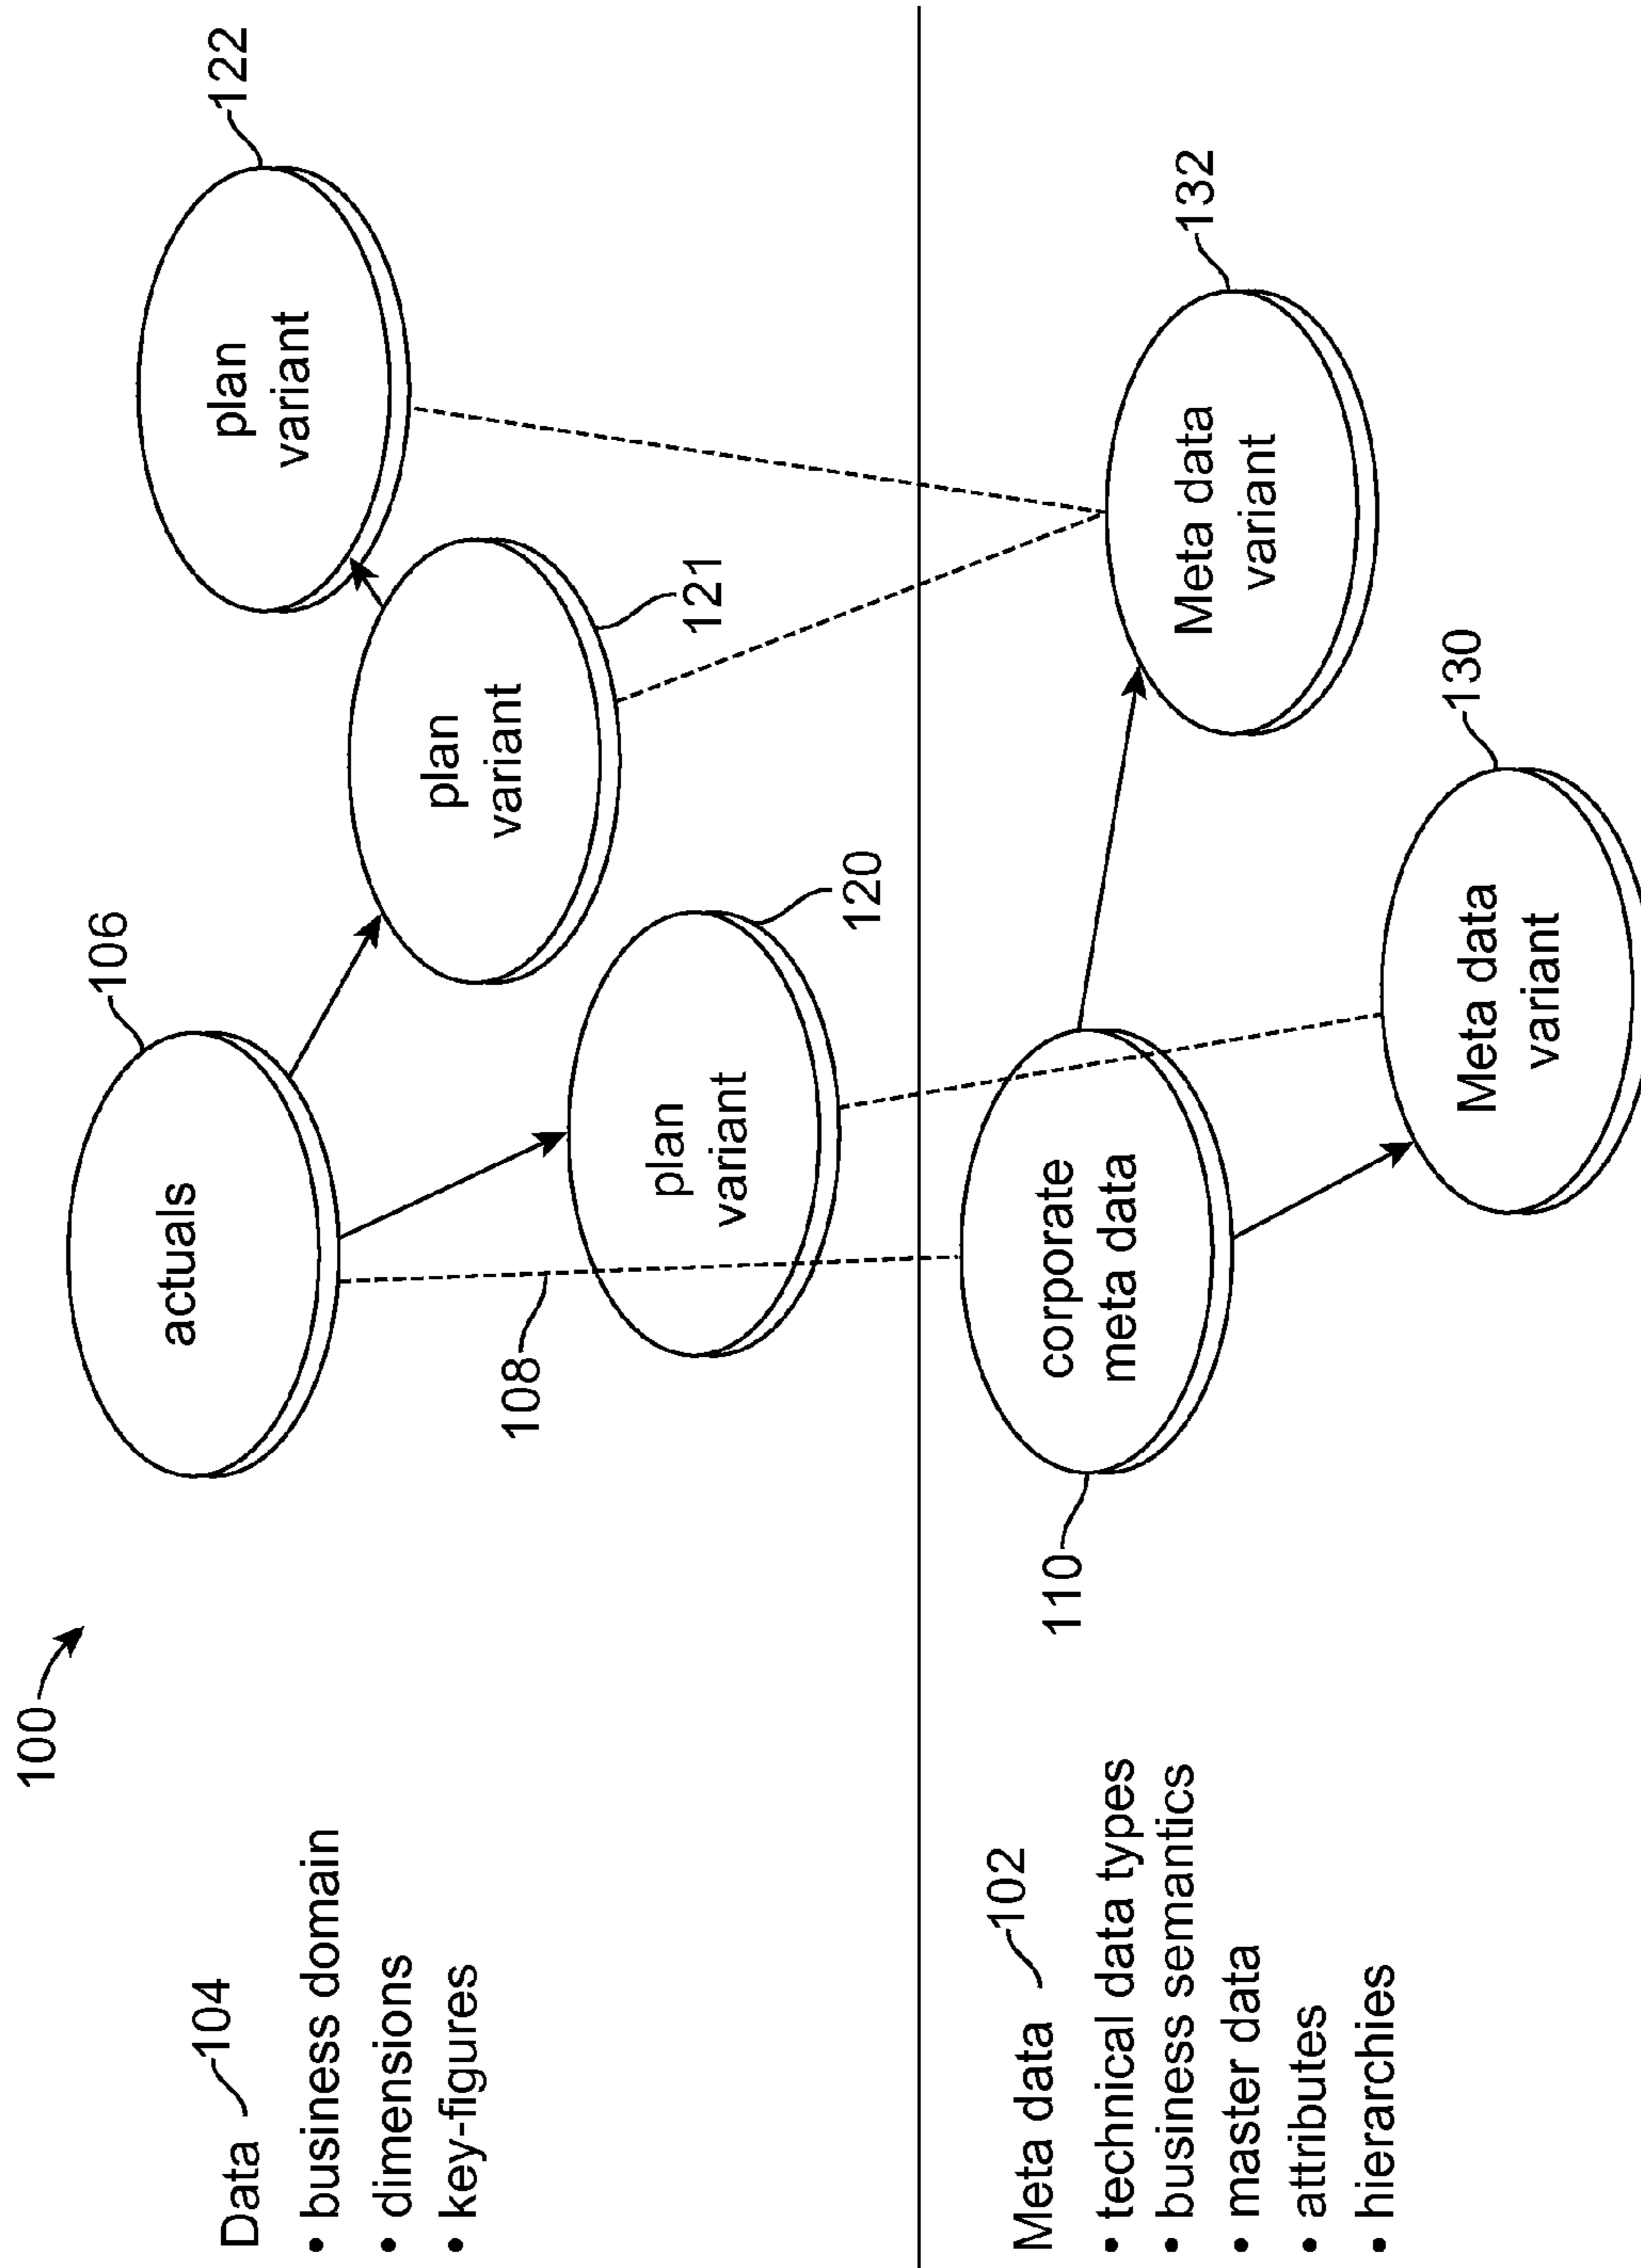 100
Data 104
• business domain
• dimensions
• key-figures
actuals
106
108
plan
variant
120
plan
variant
121
plan
variant
122
Meta data 102
• technical data types
• business semantics
• master data
• attributes
• hierarchies
110
corporate
meta data
Meta data
variant
130
Meta data
variant
132